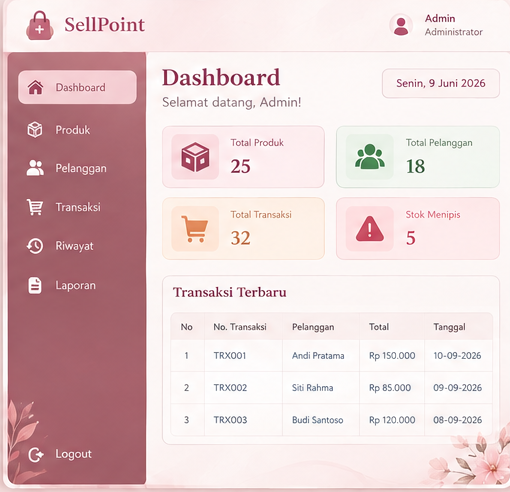 SellPoint
Admin
Administrator
Dashboard
Produk
Pelanggan
Transaksi
Riwayat
Laporan
Logout
Dashboard
Selamat datang, Admin!
Senin, 9 Juni 2026
Total Produk
25
Total Pelanggan
18
Total Transaksi
32
Stok Menipis
5
Transaksi Terbaru
No No. Transaksi Pelanggan Total Tanggal
1 TRX001 Andi Pratama Rp 150.000 10-09-2026
2 TRX002 Siti Rahma Rp 85.000 09-09-2026
3 TRX003 Budi Santoso Rp 120.000 08-09-2026